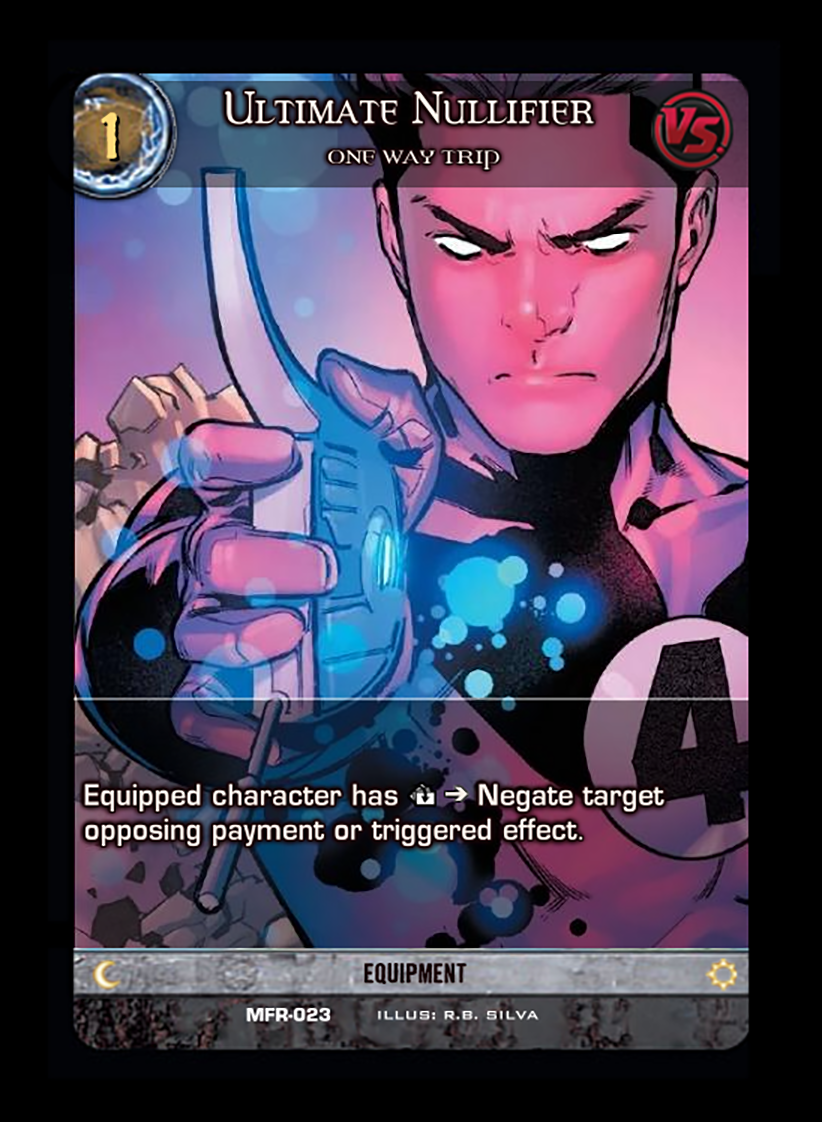 1
ULTIMATE NULLIFIER
VS.
ONE WAY TRIP
4
Equipped character has → Negate target
opposing payment or triggered effect.
EQUIPMENT
MFR-023 ILLUS: R.B. SILVA